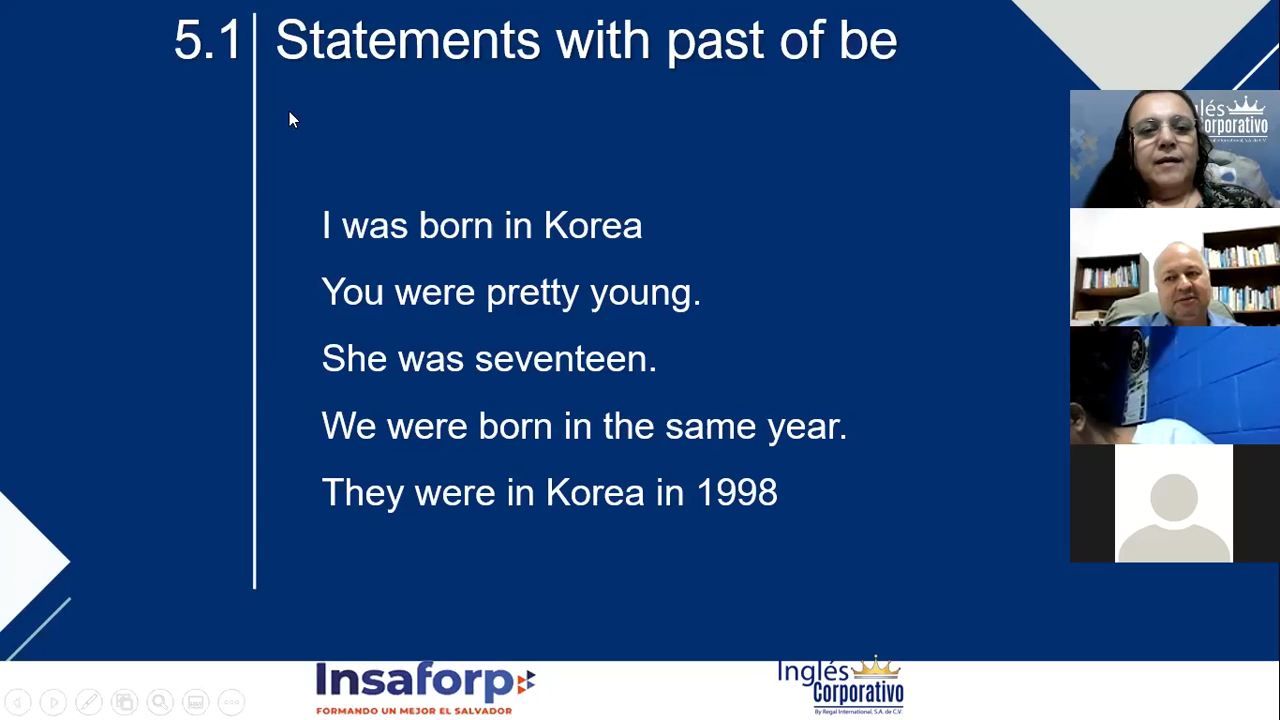 5.1 Statements with past of be
I was born in Korea
You were pretty young.
She was seventeen.
We were born in the same year.
They were in Korea in 1998
Insaforp
FORMANDO UN MEJOR EL SALVADOR
Inglés
Corporativo
By Regal International, S.A. de C.V.
glés
orporativo